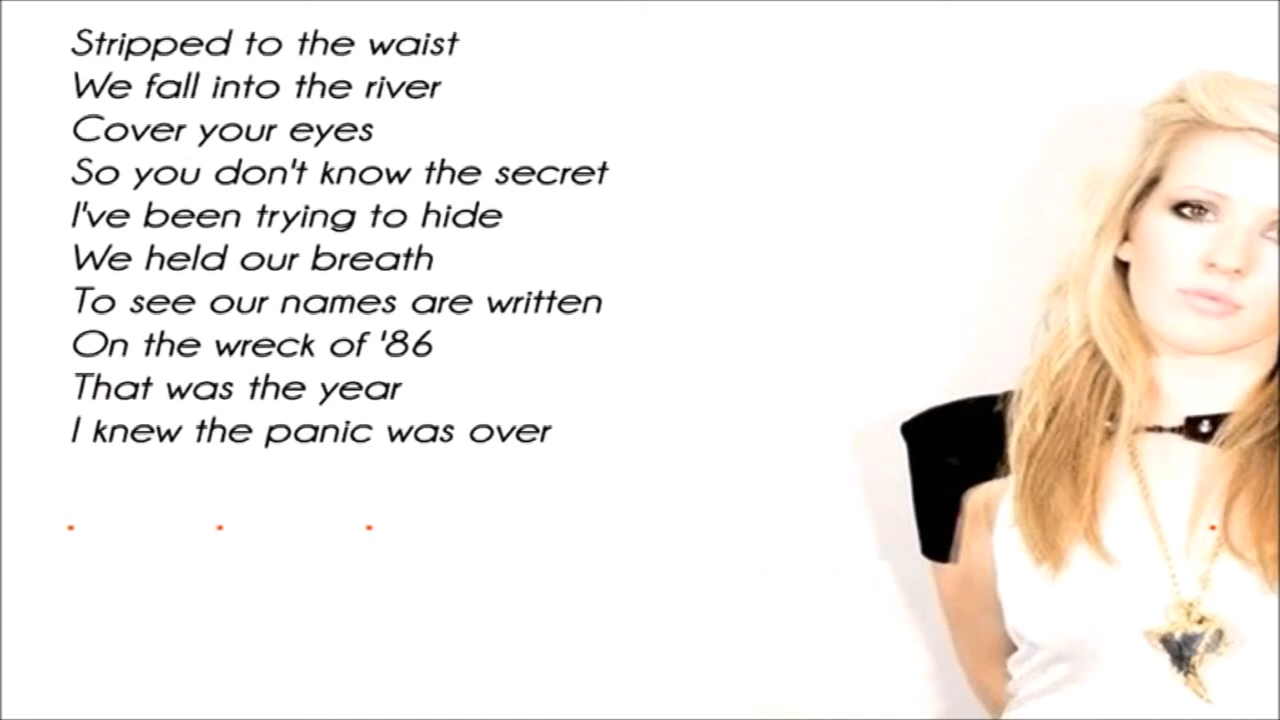 Stripped to the waist
We fall into the river
Cover your eyes
So you don't know the secret
I've been trying to hide
We held our breath
To see our names are written
On the wreck of '86
That was the year
I knew the panic was over